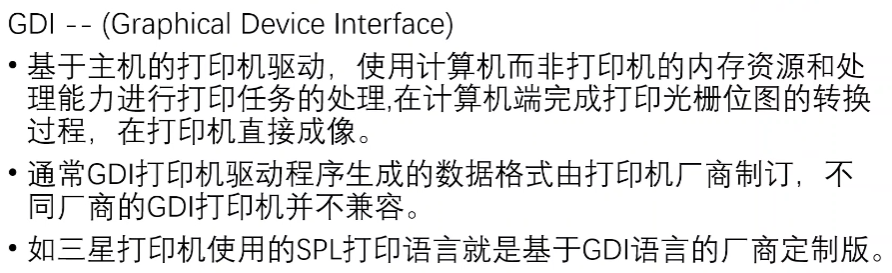 GDI -- (Graphical Device Interface)
• 基于主机的打印机驱动，使用计算机而非打印机的内存资源和处
理能力进行打印任务的处理,在计算机端完成打印光栅位图的转换
过程，在打印机直接成像。
• 通常GDI打印机驱动程序生成的数据格式由打印机厂商制订，不
同厂商的GDI打印机并不兼容。
• 如三星打印机使用的SPL打印语言就是基于GDI语言的厂商定制版。